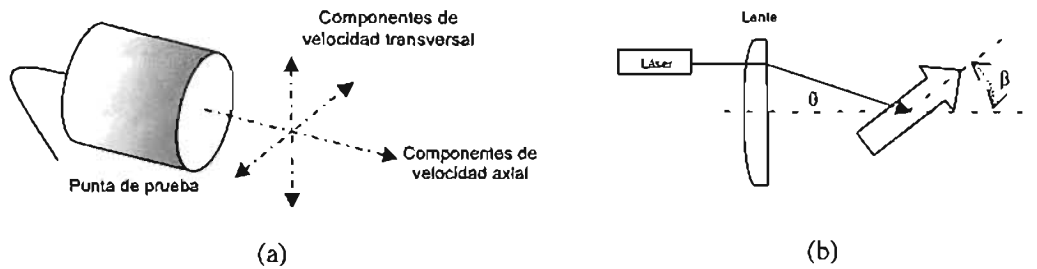 Componentes de
velocidad transversal
Componentes de
velocidad axial
Punta de prueba
(a)
Lente
Láser
θ
β
(b)